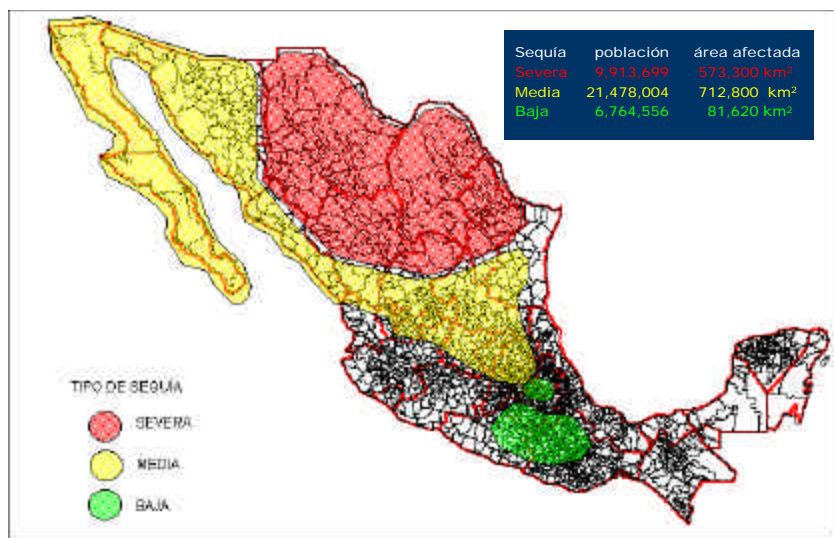 Sequía población área afectada
Severa 9,913,699 573,300 km²
Media 21,478,004 712,800 km²
Baja 6,764,556 81,620 km²
TIPO DE SEQUÍA
SEVERA
MEDIA
BAJA